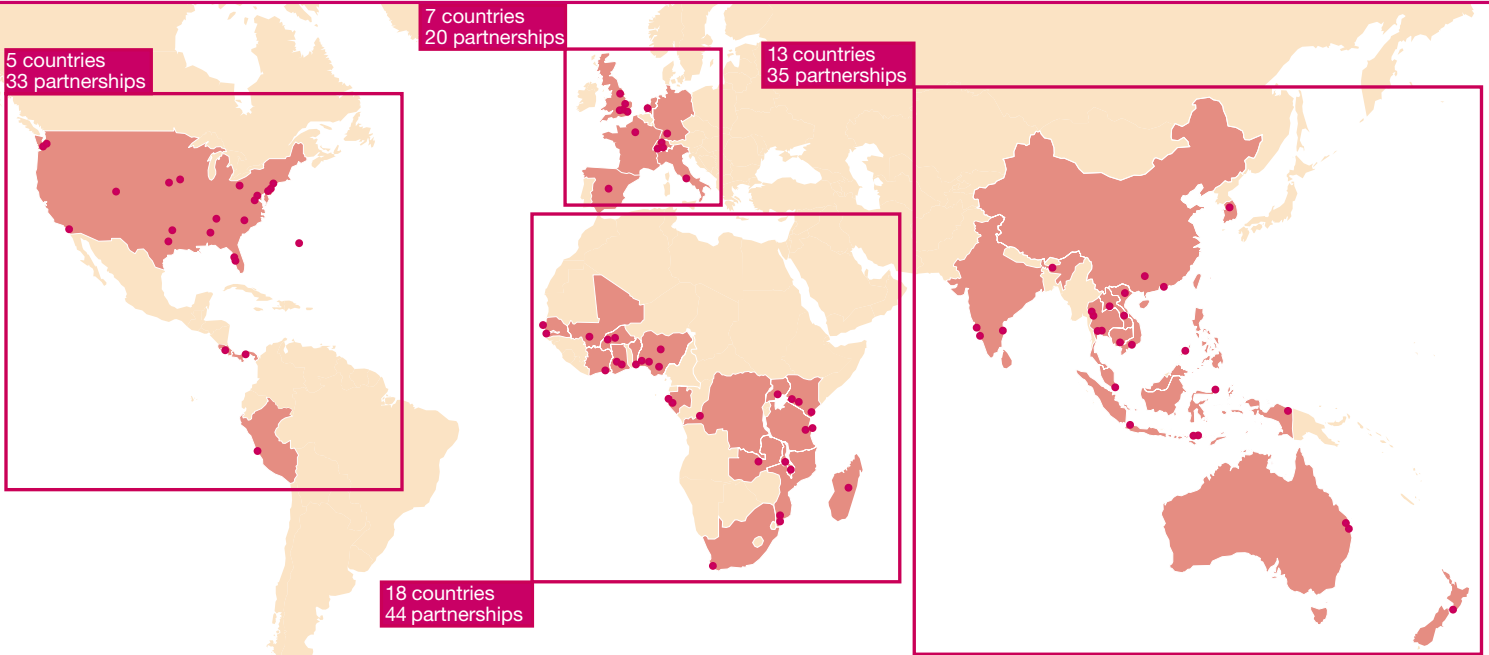 7 countries
20 partnerships
5 countries
33 partnerships
13 countries
35 partnerships
18 countries
44 partnerships